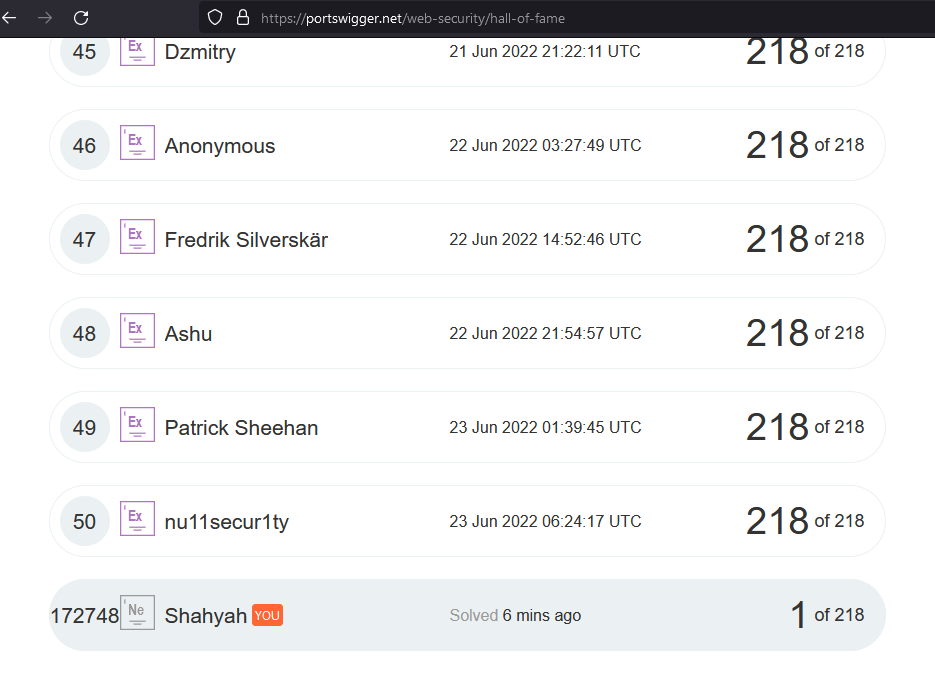 https://portswigger.net/web-security/hall-of-fame
45 Ex Dzmitry 21 Jun 2022 21:22:11 UTC 218 of 218
46 Ex Anonymous 22 Jun 2022 03:27:49 UTC 218 of 218
47 Ex Fredrik Silverskär 22 Jun 2022 14:52:46 UTC 218 of 218
48 Ex Ashu 22 Jun 2022 21:54:57 UTC 218 of 218
49 Ex Patrick Sheehan 23 Jun 2022 01:39:45 UTC 218 of 218
50 Ex nu11secur1ty 23 Jun 2022 06:24:17 UTC 218 of 218
172748 Ne Shahyah YOU Solved 6 mins ago 1 of 218